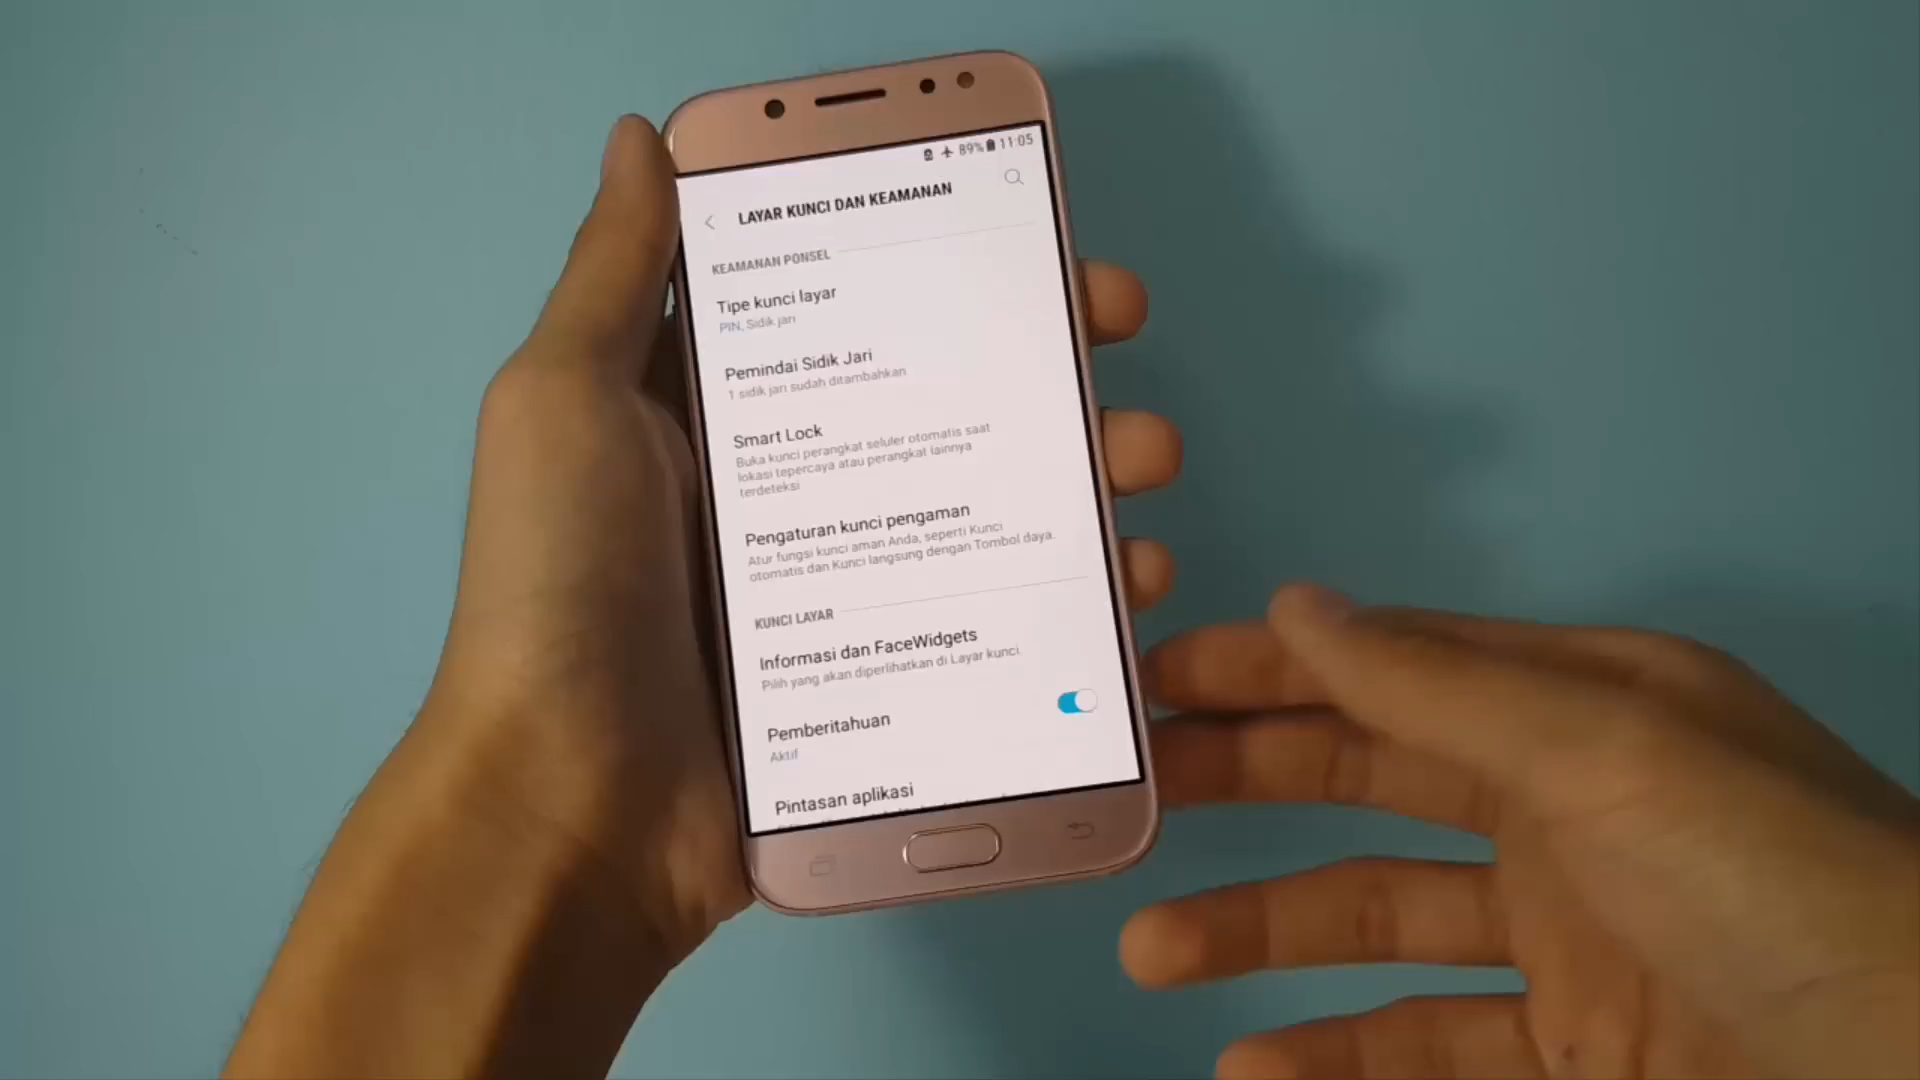 89% 11:05
LAYAR KUNCI DAN KEAMANAN
KEAMANAN PONSEL
Tipe kunci layar
PIN, Sidik jari
Pemindai Sidik Jari
1 sidik jari sudah ditambahkan
Smart Lock
Buka kunci perangkat seluler otomatis saat
lokasi tepercaya atau perangkat lainnya
terdeteksi
Pengaturan kunci pengaman
Atur fungsi kunci aman Anda, seperti Kunci
otomatis dan Kunci langsung dengan Tombol daya.
KUNCI LAYAR
Informasi dan FaceWidgets
Pilih yang akan diperlihatkan di Layar kunci.
Pemberitahuan
Aktif
Pintasan aplikasi